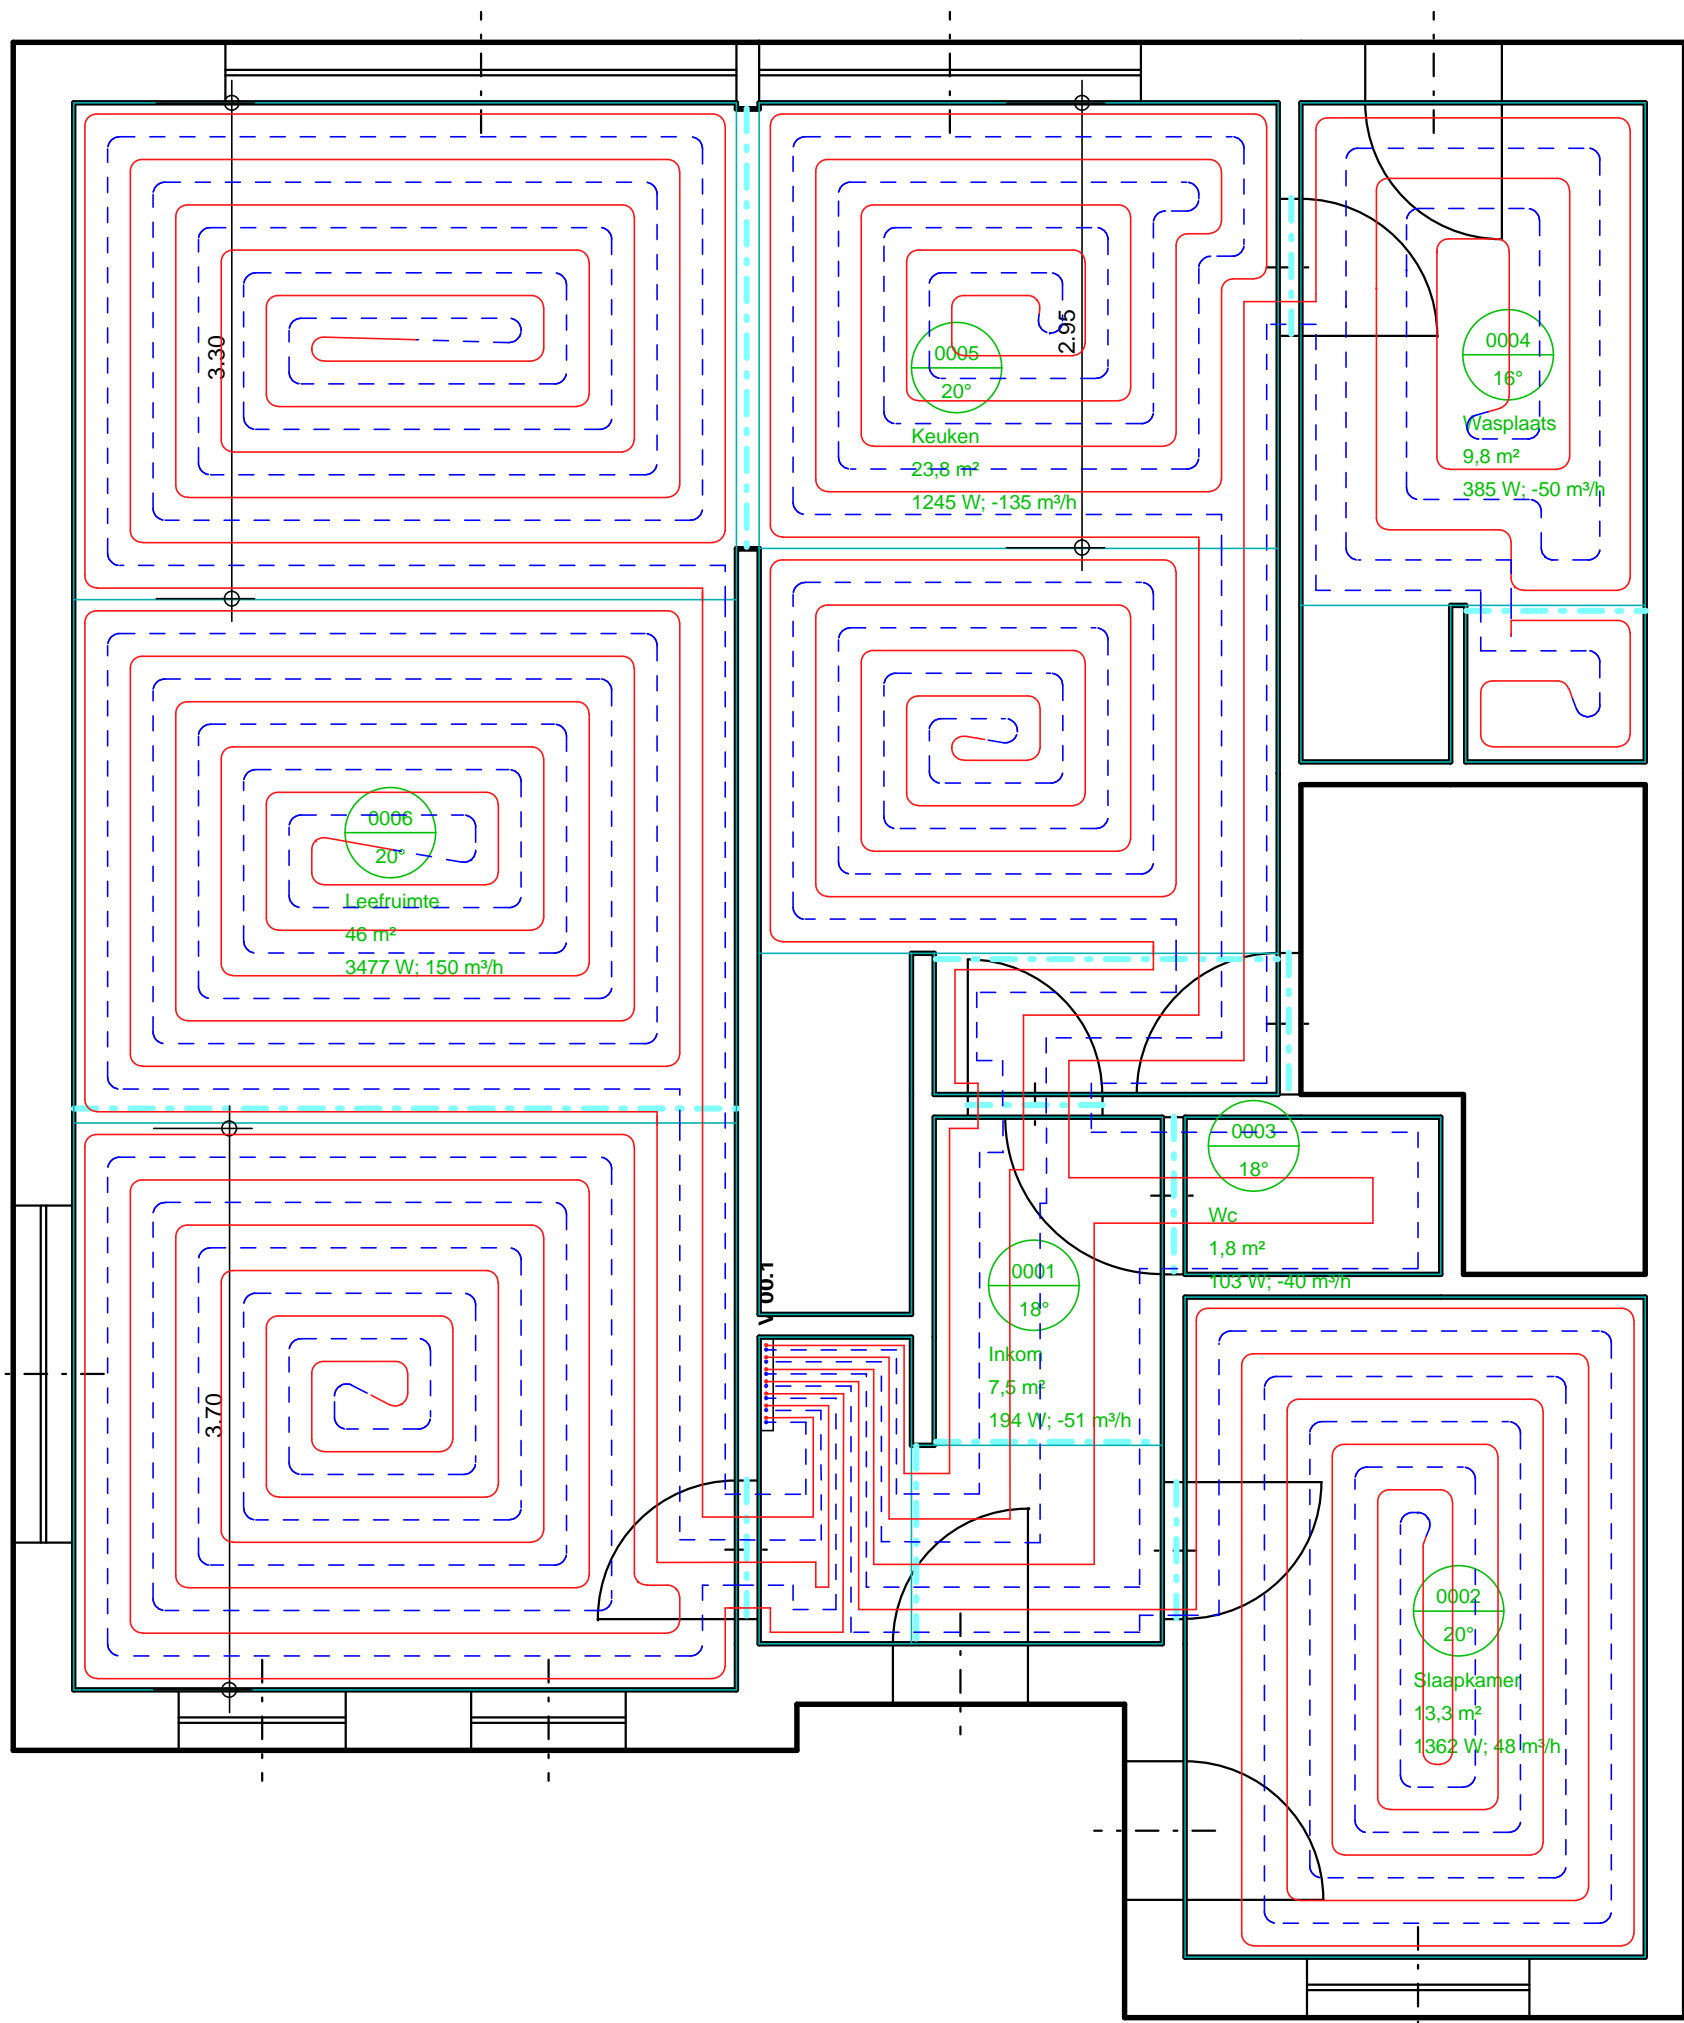 3.30
2.95
0005
20°
Keuken
23,8 m²
1245 W; -135 m³/h
0004
16°
Wasplaats
9,8 m²
385 W; -50 m³/h
0006
20°
Leefruimte
46 m²
3477 W; 150 m³/h
0003
18°
Wc
1,8 m²
103 W; -40 m³/h
0001
18°
Inkom
7,5 m²
194 W; -51 m³/h
3.70
0002
20°
Slaapkamer
13,3 m²
1362 W; 48 m³/h